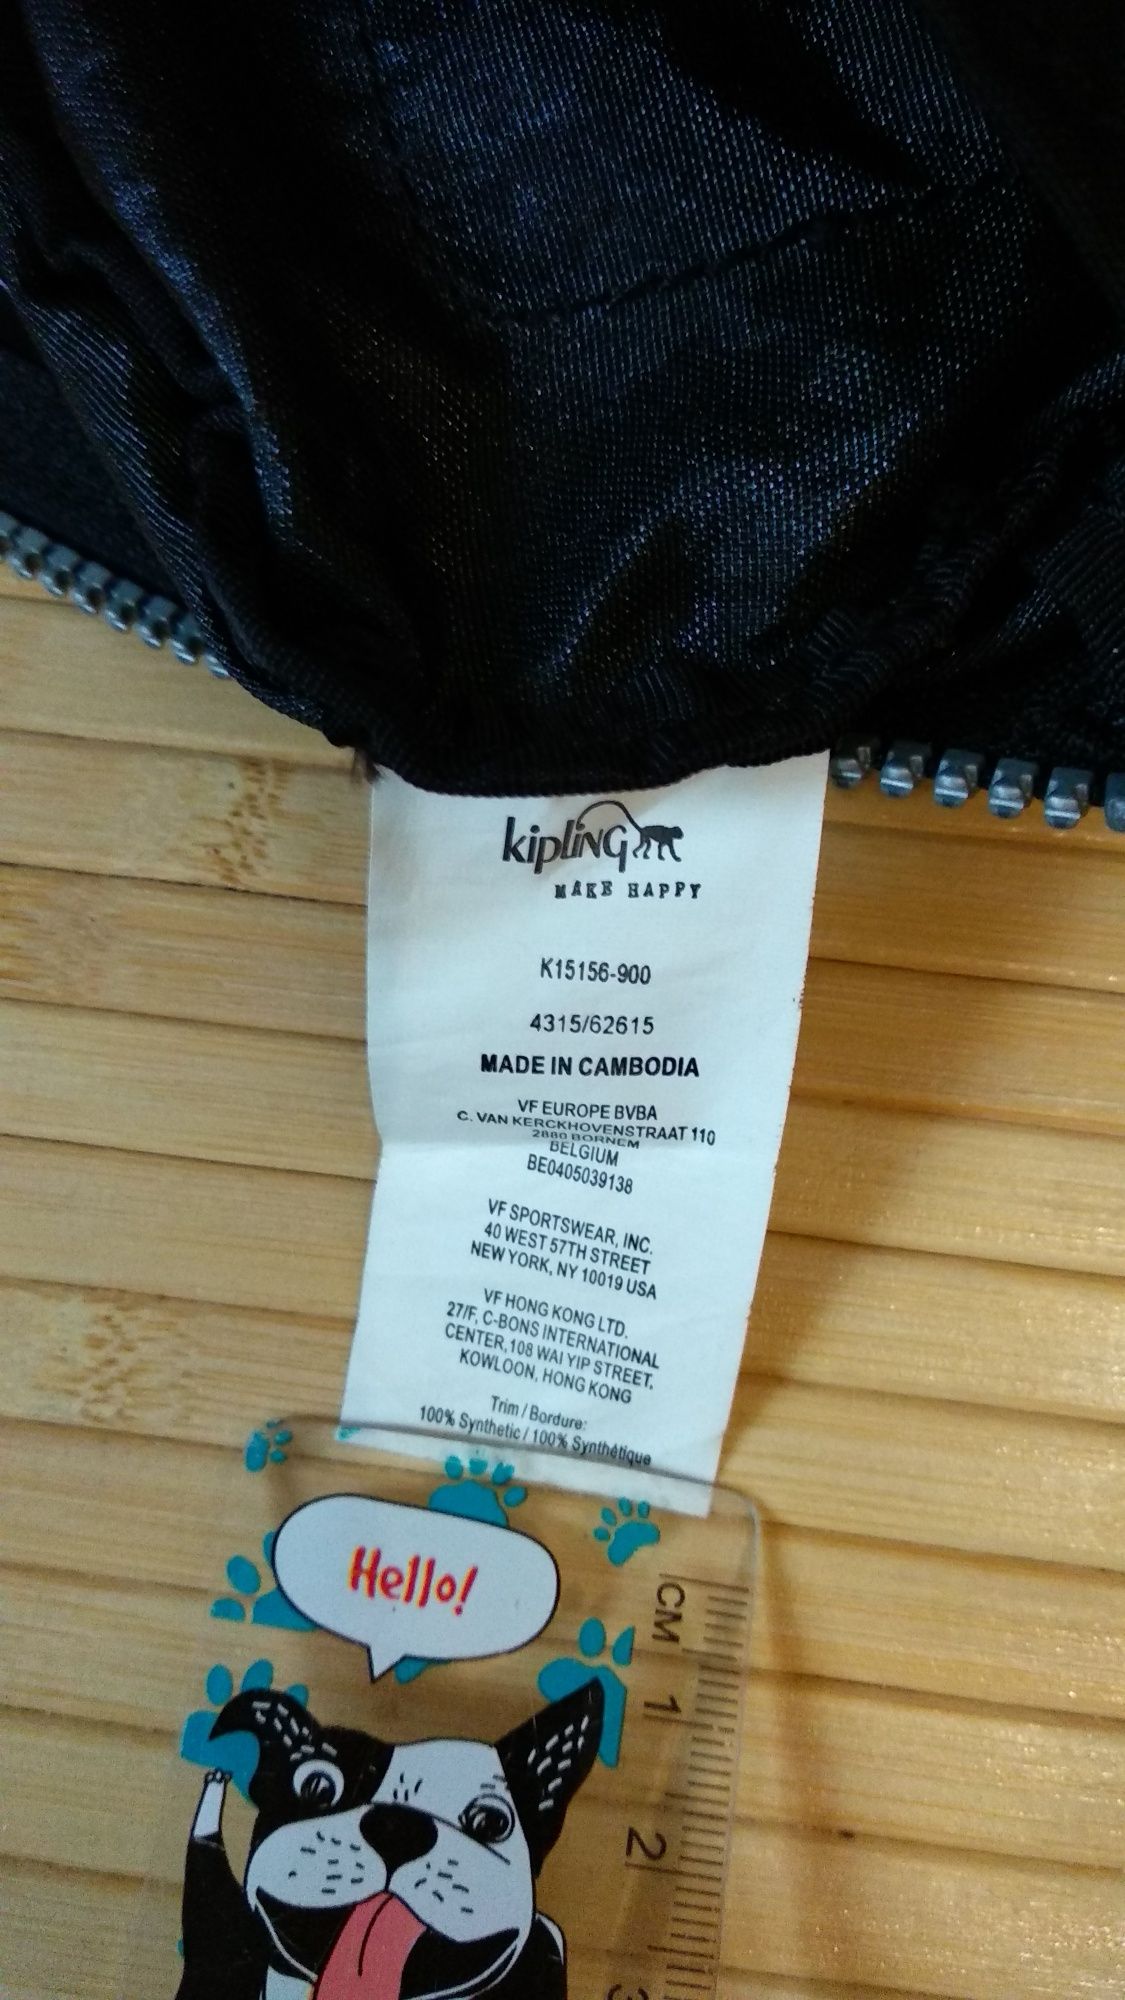 kipling
MAKE HAPPY
K15156-900
4315/62615
MADE IN CAMBODIA
VF EUROPE BVBA
C. VAN KERCKHOVENSTRAAT 110
2880 BORNEM
BELGIUM
BE0405039138
VF SPORTSWEAR, INC.
40 WEST 57TH STREET
NEW YORK, NY 10019 USA
VF HONG KONG LTD.
27/F, C-BONS INTERNATIONAL
CENTER, 108 WAI YIP STREET,
KOWLOON, HONG KONG
Trim / Bordure:
100% Synthetic / 100% Synthétique
Hello!
CM
1
2
3